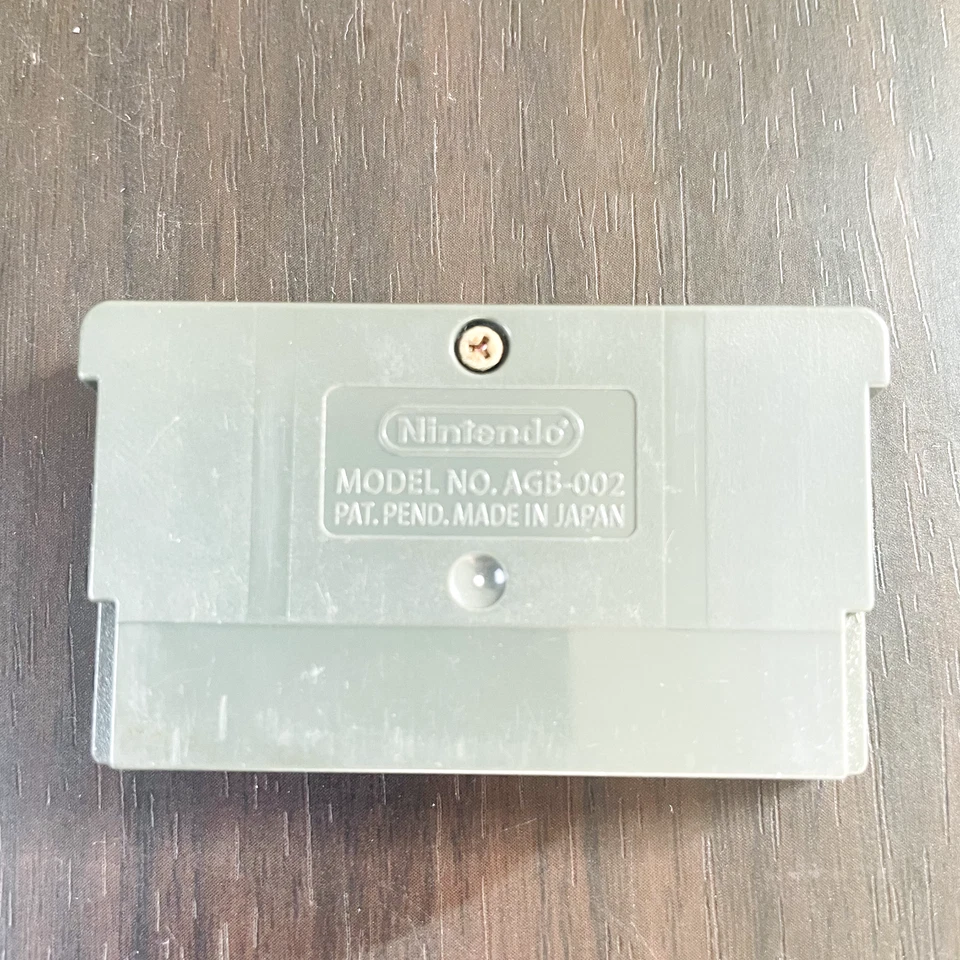 Nintendo
MODEL NO. AGB-002
PAT. PEND. MADE IN JAPAN